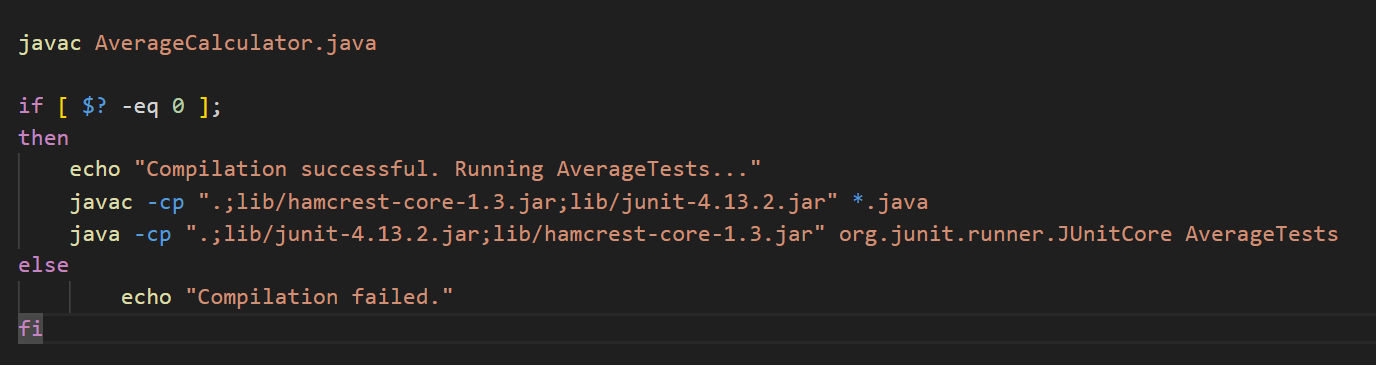 javac AverageCalculator.java
if [ $? -eq 0 ];
then
echo "Compilation successful. Running AverageTests..."
javac -cp ".;lib/hamcrest-core-1.3.jar;lib/junit-4.13.2.jar" *.java
java -cp ".;lib/junit-4.13.2.jar;lib/hamcrest-core-1.3.jar" org.junit.runner.JUnitCore AverageTests
else
echo "Compilation failed."
fi